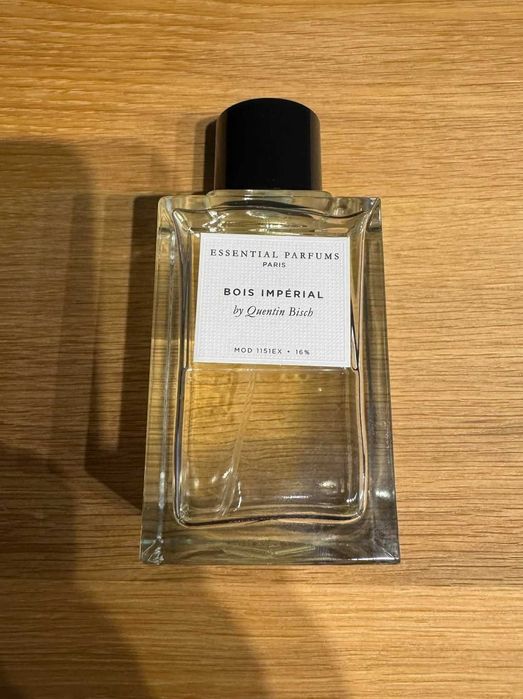 ESSENTIAL PARFUMS
PARIS
BOIS IMPÉRIAL
by Quentin Bisch
MOD 1151EX • 16%